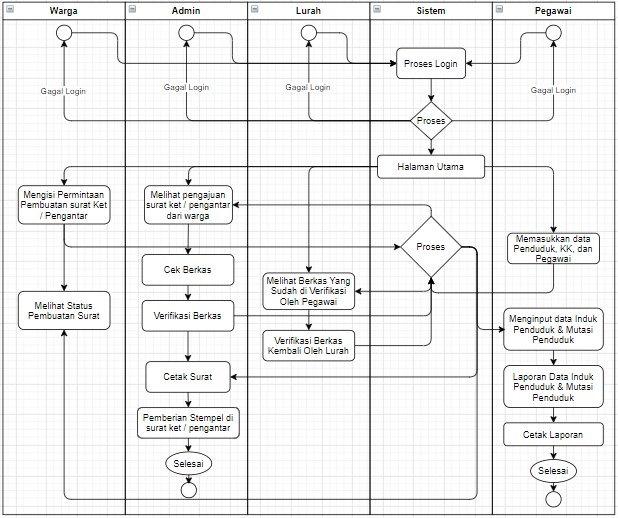 Warga
Admin
Lurah
Sistem
Pegawai
Proses Login
Gagal Login
Gagal Login
Gagal Login
Gagal Login
Proses
Halaman Utama
Mengisi Permintaan
Pembuatan surat Ket
/ Pengantar
Melihat pengajuan
surat ket / pengantar
dari warga
Proses
Memasukkan data
Penduduk, KK, dan
Pegawai
Cek Berkas
Melihat Berkas Yang
Sudah di Verifikasi
Oleh Pegawai
Melihat Status
Pembuatan Surat
Verifikasi Berkas
Menginput data Induk
Penduduk & Mutasi
Penduduk
Verifikasi Berkas
Kembali Oleh Lurah
Cetak Surat
Laporan Data Induk
Penduduk & Mutasi
Penduduk
Pemberian Stempel di
surat ket / pengantar
Cetak Laporan
Selesai
Selesai